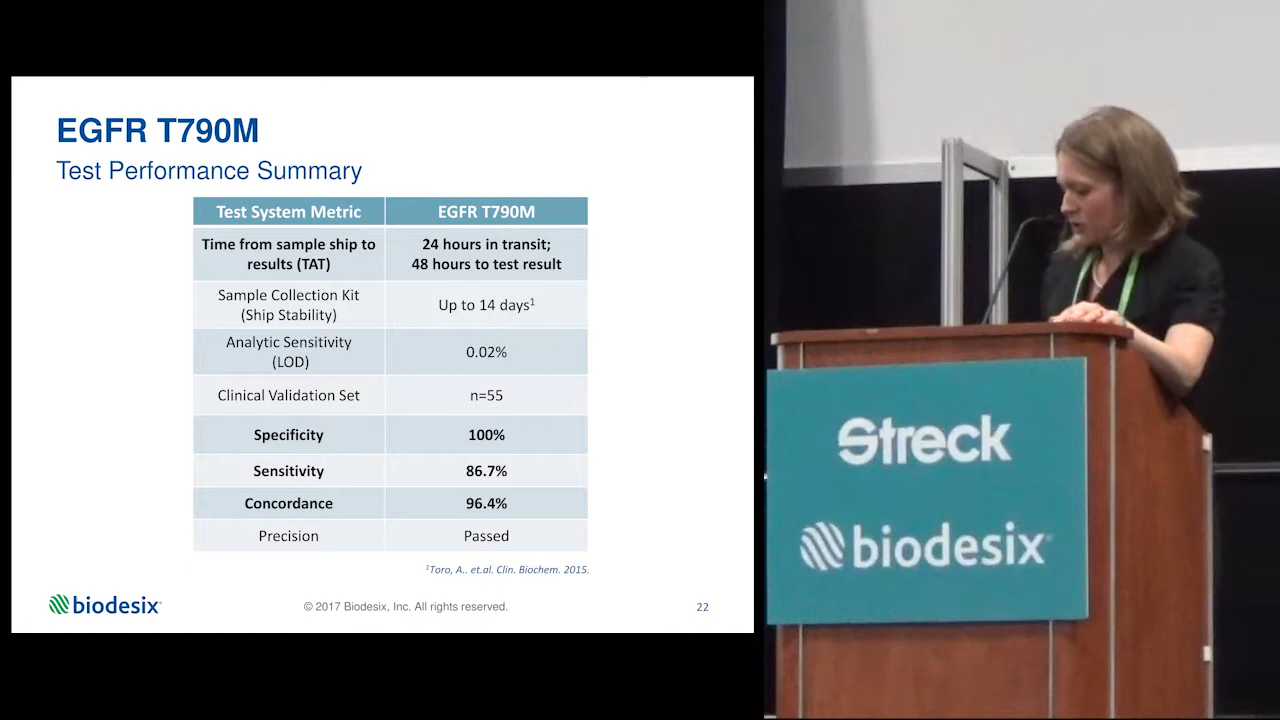 EGFR T790M
Test Performance Summary
Test System Metric
EGFR T790M
Time from sample ship to
results (TAT)
24 hours in transit;
48 hours to test result
Sample Collection Kit
(Ship Stability)
Up to 14 days¹
Analytic Sensitivity
(LOD)
0.02%
Clinical Validation Set
n=55
Specificity
100%
Sensitivity
86.7%
Concordance
96.4%
Precision
Passed
¹Toro, A.. et.al. Clin. Biochem. 2015.
biodesix
© 2017 Biodesix, Inc. All rights reserved.
22
Streck
biodesix